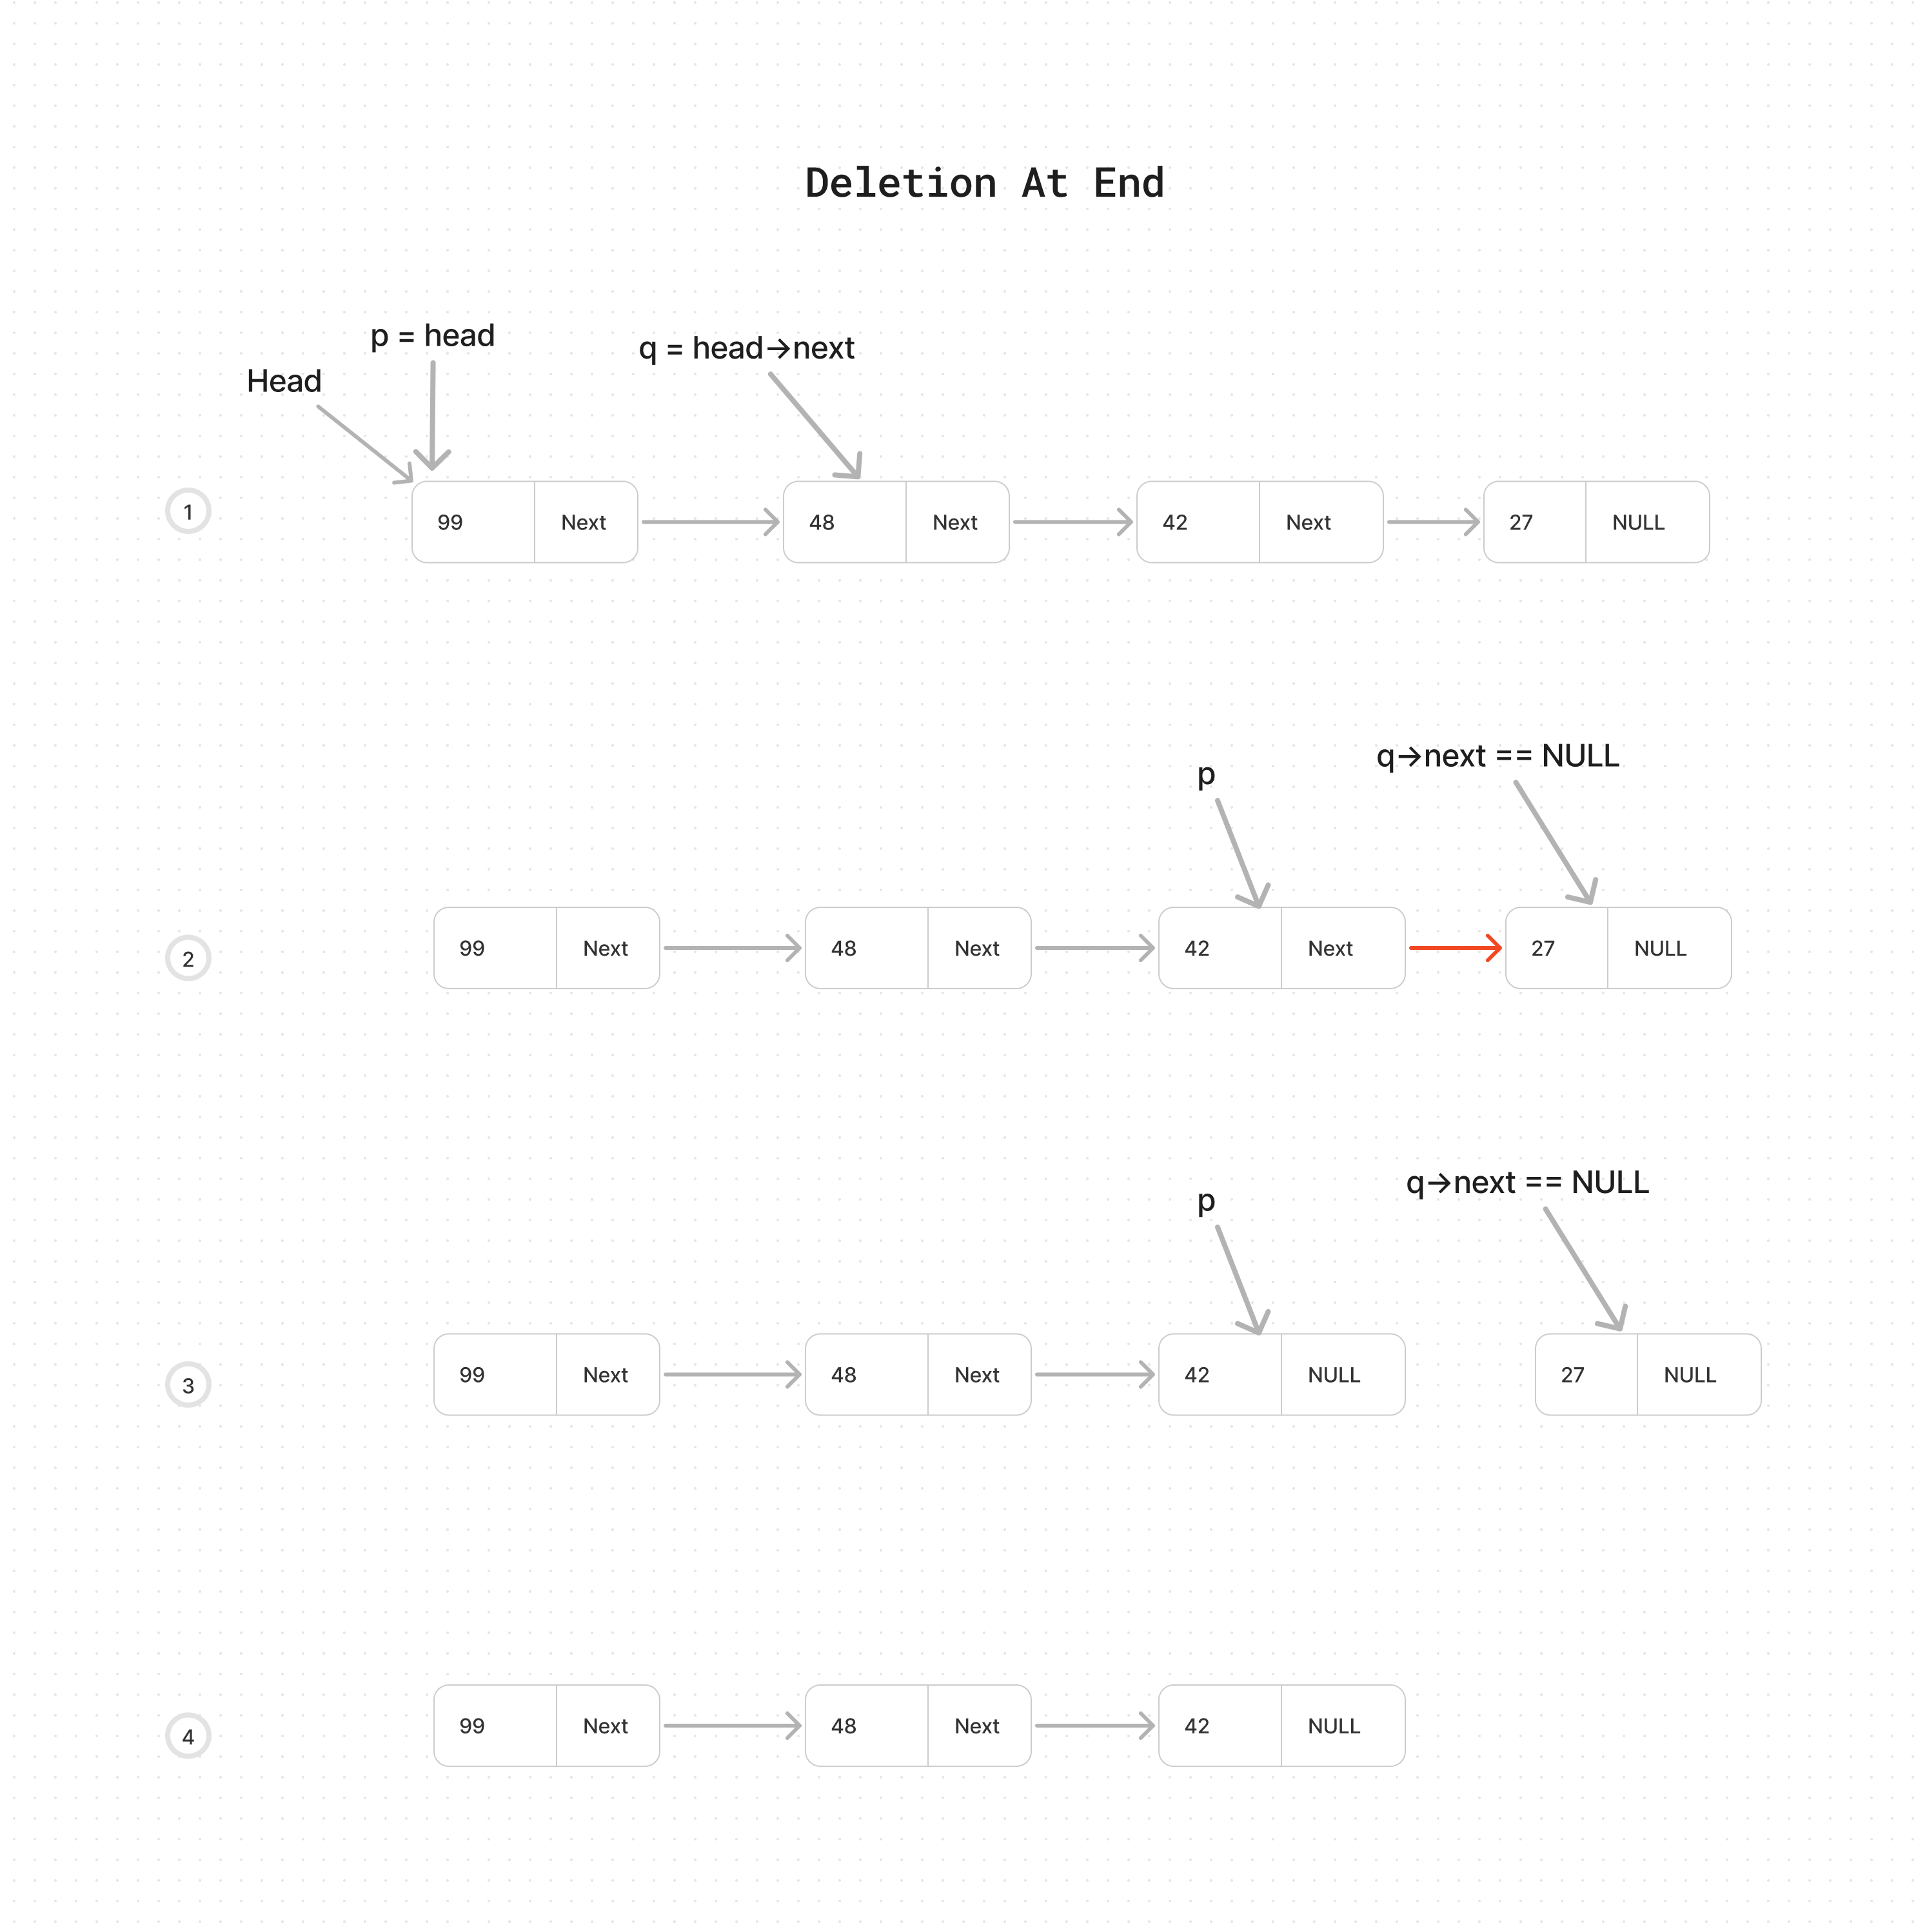 Deletion At End
p = head
q = head→next
Head
1
99 Next 48 Next 42 Next 27 NULL
q→next == NULL
p
2
99 Next 48 Next 42 Next 27 NULL
q→next == NULL
p
3
99 Next 48 Next 42 NULL 27 NULL
4
99 Next 48 Next 42 NULL